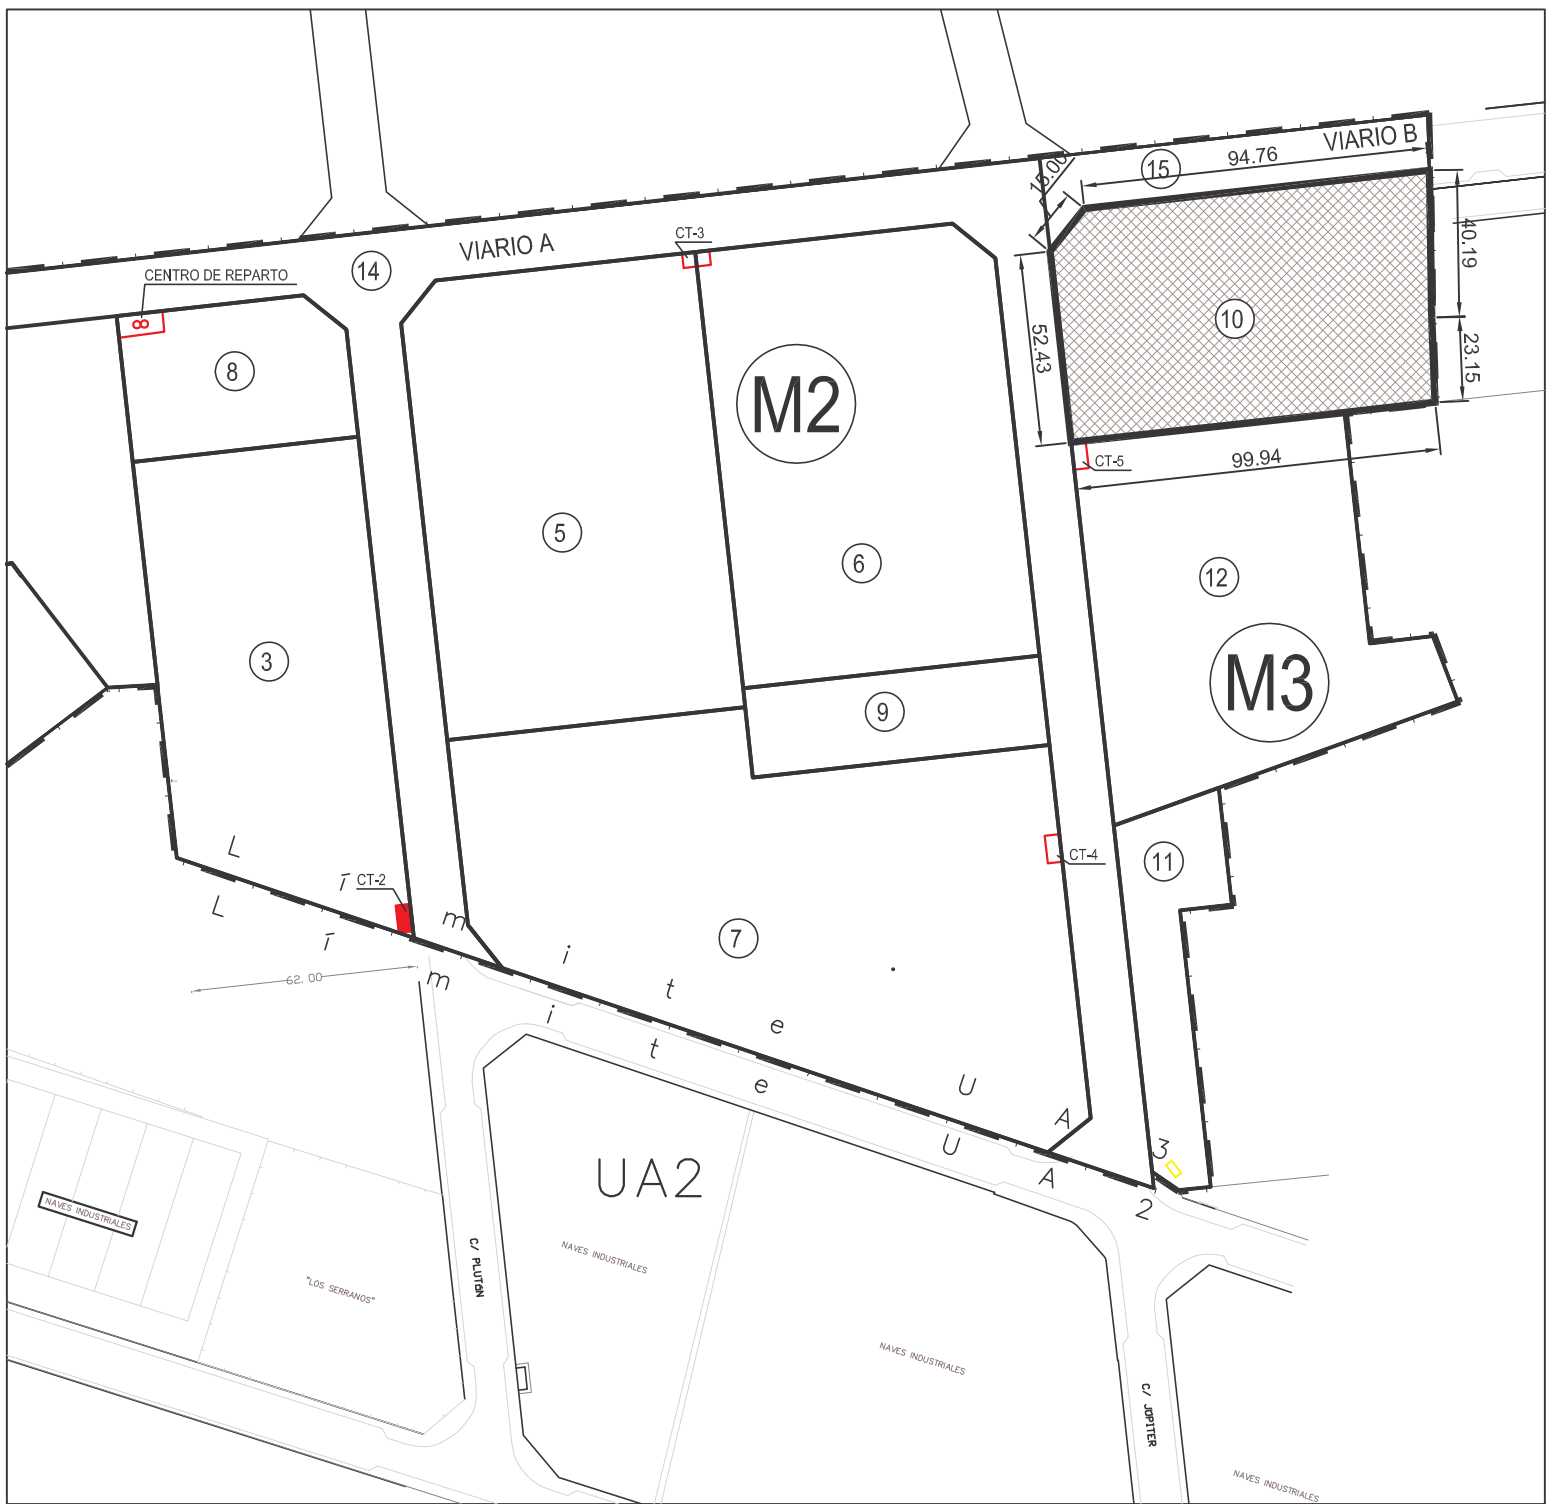 VIARIO B
94.76
15
15.00
40.19
VIARIO A
CT-3
14
CENTRO DE REPARTO
8
10
52.43
23.15
8
M2
99.94
CT-5
5
6
12
3
M3
9
L
CT-2
ī
m
i
t
e
U
A
3
CT-4
11
7
L
ī
m
i
t
e
U
A
2
62.00
UA2
NAVES INDUSTRIALES
NAVES INDUSTRIALES
"LOS SERRANOS"
C/ PLUTóN
NAVES INDUSTRIALES
C/ JÚPITER
NAVES INDUSTRIALES